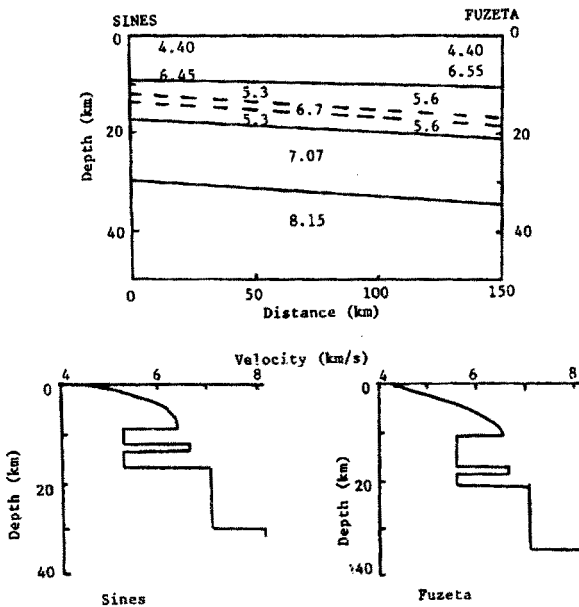 SINES FUZETA
0 0
4.40 4.40
6.45 6.55
5.3 5.6
6.7
20 5.3 5.6 20
7.07
8.15
40 40
Depth (km)
0 50 100 150
Distance (km)
Velocity (km/s)
4 6 8 4 6 8
0 0
20 20
40 40
Depth (km) Depth (km)
Sines Fuzeta